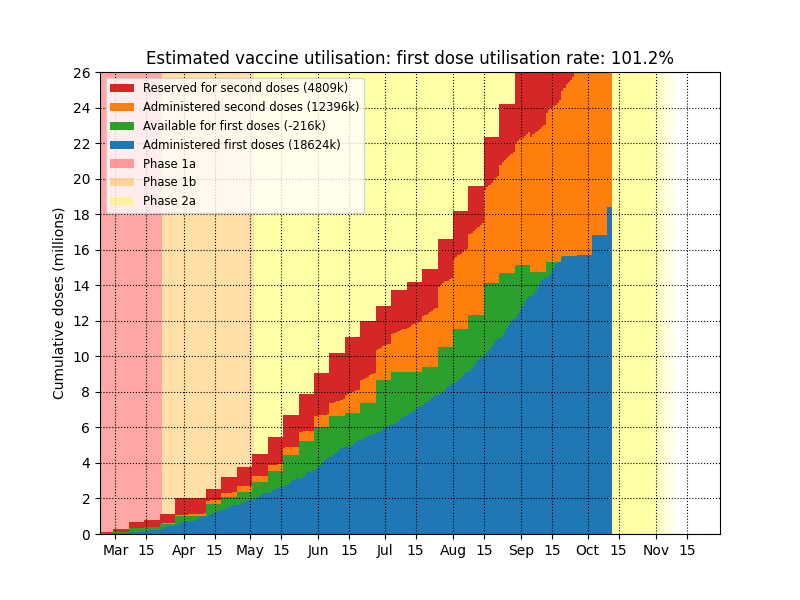 Estimated vaccine utilisation: first dose utilisation rate: 101.2%
Reserved for second doses (4809k)
Administered second doses (12396k)
Available for first doses (-216k)
Administered first doses (18624k)
Phase 1a
Phase 1b
Phase 2a
Cumulative doses (millions)
26
24
22
20
18
16
14
12
10
8
6
4
2
0
Mar 15 Apr 15 May 15 Jun 15 Jul 15 Aug 15 Sep 15 Oct 15 Nov 15